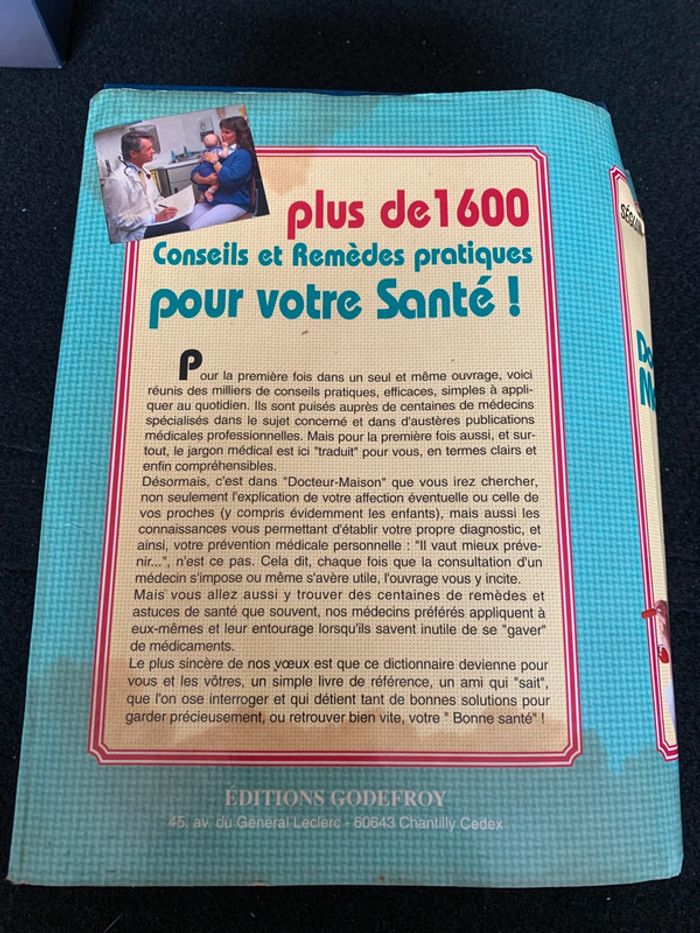 plus de 1600
Conseils et Remèdes pratiques
pour votre Santé !
Pour la première fois dans un seul et même ouvrage, voici
réunis des milliers de conseils pratiques, efficaces, simples à appli-
quer au quotidien. Ils sont puisés auprès de centaines de médecins
spécialisés dans le sujet concerné et dans d'austères publications
médicales professionnelles. Mais pour la première fois aussi, et sur-
tout, le jargon médical est ici "traduit" pour vous, en termes clairs et
enfin compréhensibles.
Désormais, c'est dans "Docteur-Maison" que vous irez chercher,
non seulement l'explication de votre affection éventuelle ou celle de
vos proches (y compris évidemment les enfants), mais aussi les
connaissances vous permettant d'établir votre propre diagnostic, et
ainsi, votre prévention médicale personnelle : "Il vaut mieux préve-
nir...", n'est ce pas. Cela dit, chaque fois que la consultation d'un
médecin s'impose ou même s'avère utile, l'ouvrage vous y incite.
Mais vous allez aussi y trouver des centaines de remèdes et
astuces de santé que souvent, nos médecins préférés appliquent à
eux-mêmes et leur entourage lorsqu'ils savent inutile de se "gaver"
de médicaments.
Le plus sincère de nos vœux est que ce dictionnaire devienne pour
vous et les vôtres, un simple livre de référence, un ami qui "sait",
que l'on ose interroger et qui détient tant de bonnes solutions pour
garder précieusement, ou retrouver bien vite, votre " Bonne santé" !
ÉDITIONS GODEFROY
45, av. du Général Leclerc - 60643 Chantilly Cedex